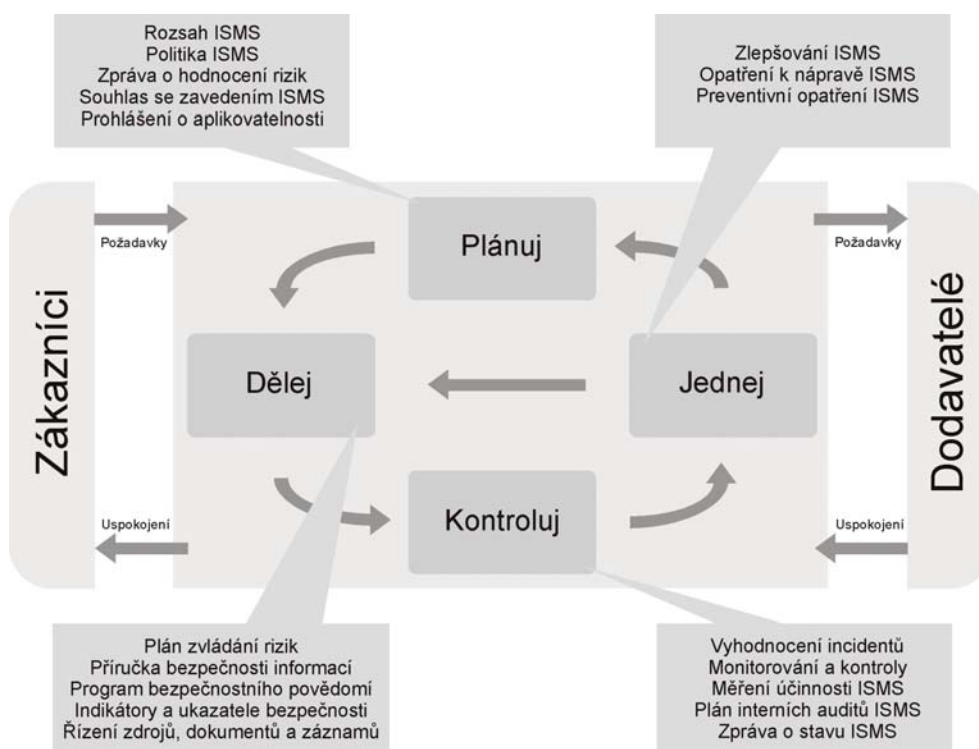 Rozsah ISMS
Politika ISMS
Zpráva o hodnocení rizik
Souhlas se zavedením ISMS
Prohlášení o aplikovatelnosti
Zlepšování ISMS
Opatření k nápravě ISMS
Preventivní opatření ISMS
Zákazníci
Požadavky
Plánuj
Požadavky
Dodavatelé
Dělej
Jednej
Uspokojení
Kontroluj
Uspokojení
Plán zvládání rizik
Příručka bezpečnosti informací
Program bezpečnostního povědomí
Indikátory a ukazatele bezpečnosti
Řízení zdrojů, dokumentů a záznamů
Vyhodnocení incidentů
Monitorování a kontroly
Měření účinnosti ISMS
Plán interních auditů ISMS
Zpráva o stavu ISMS